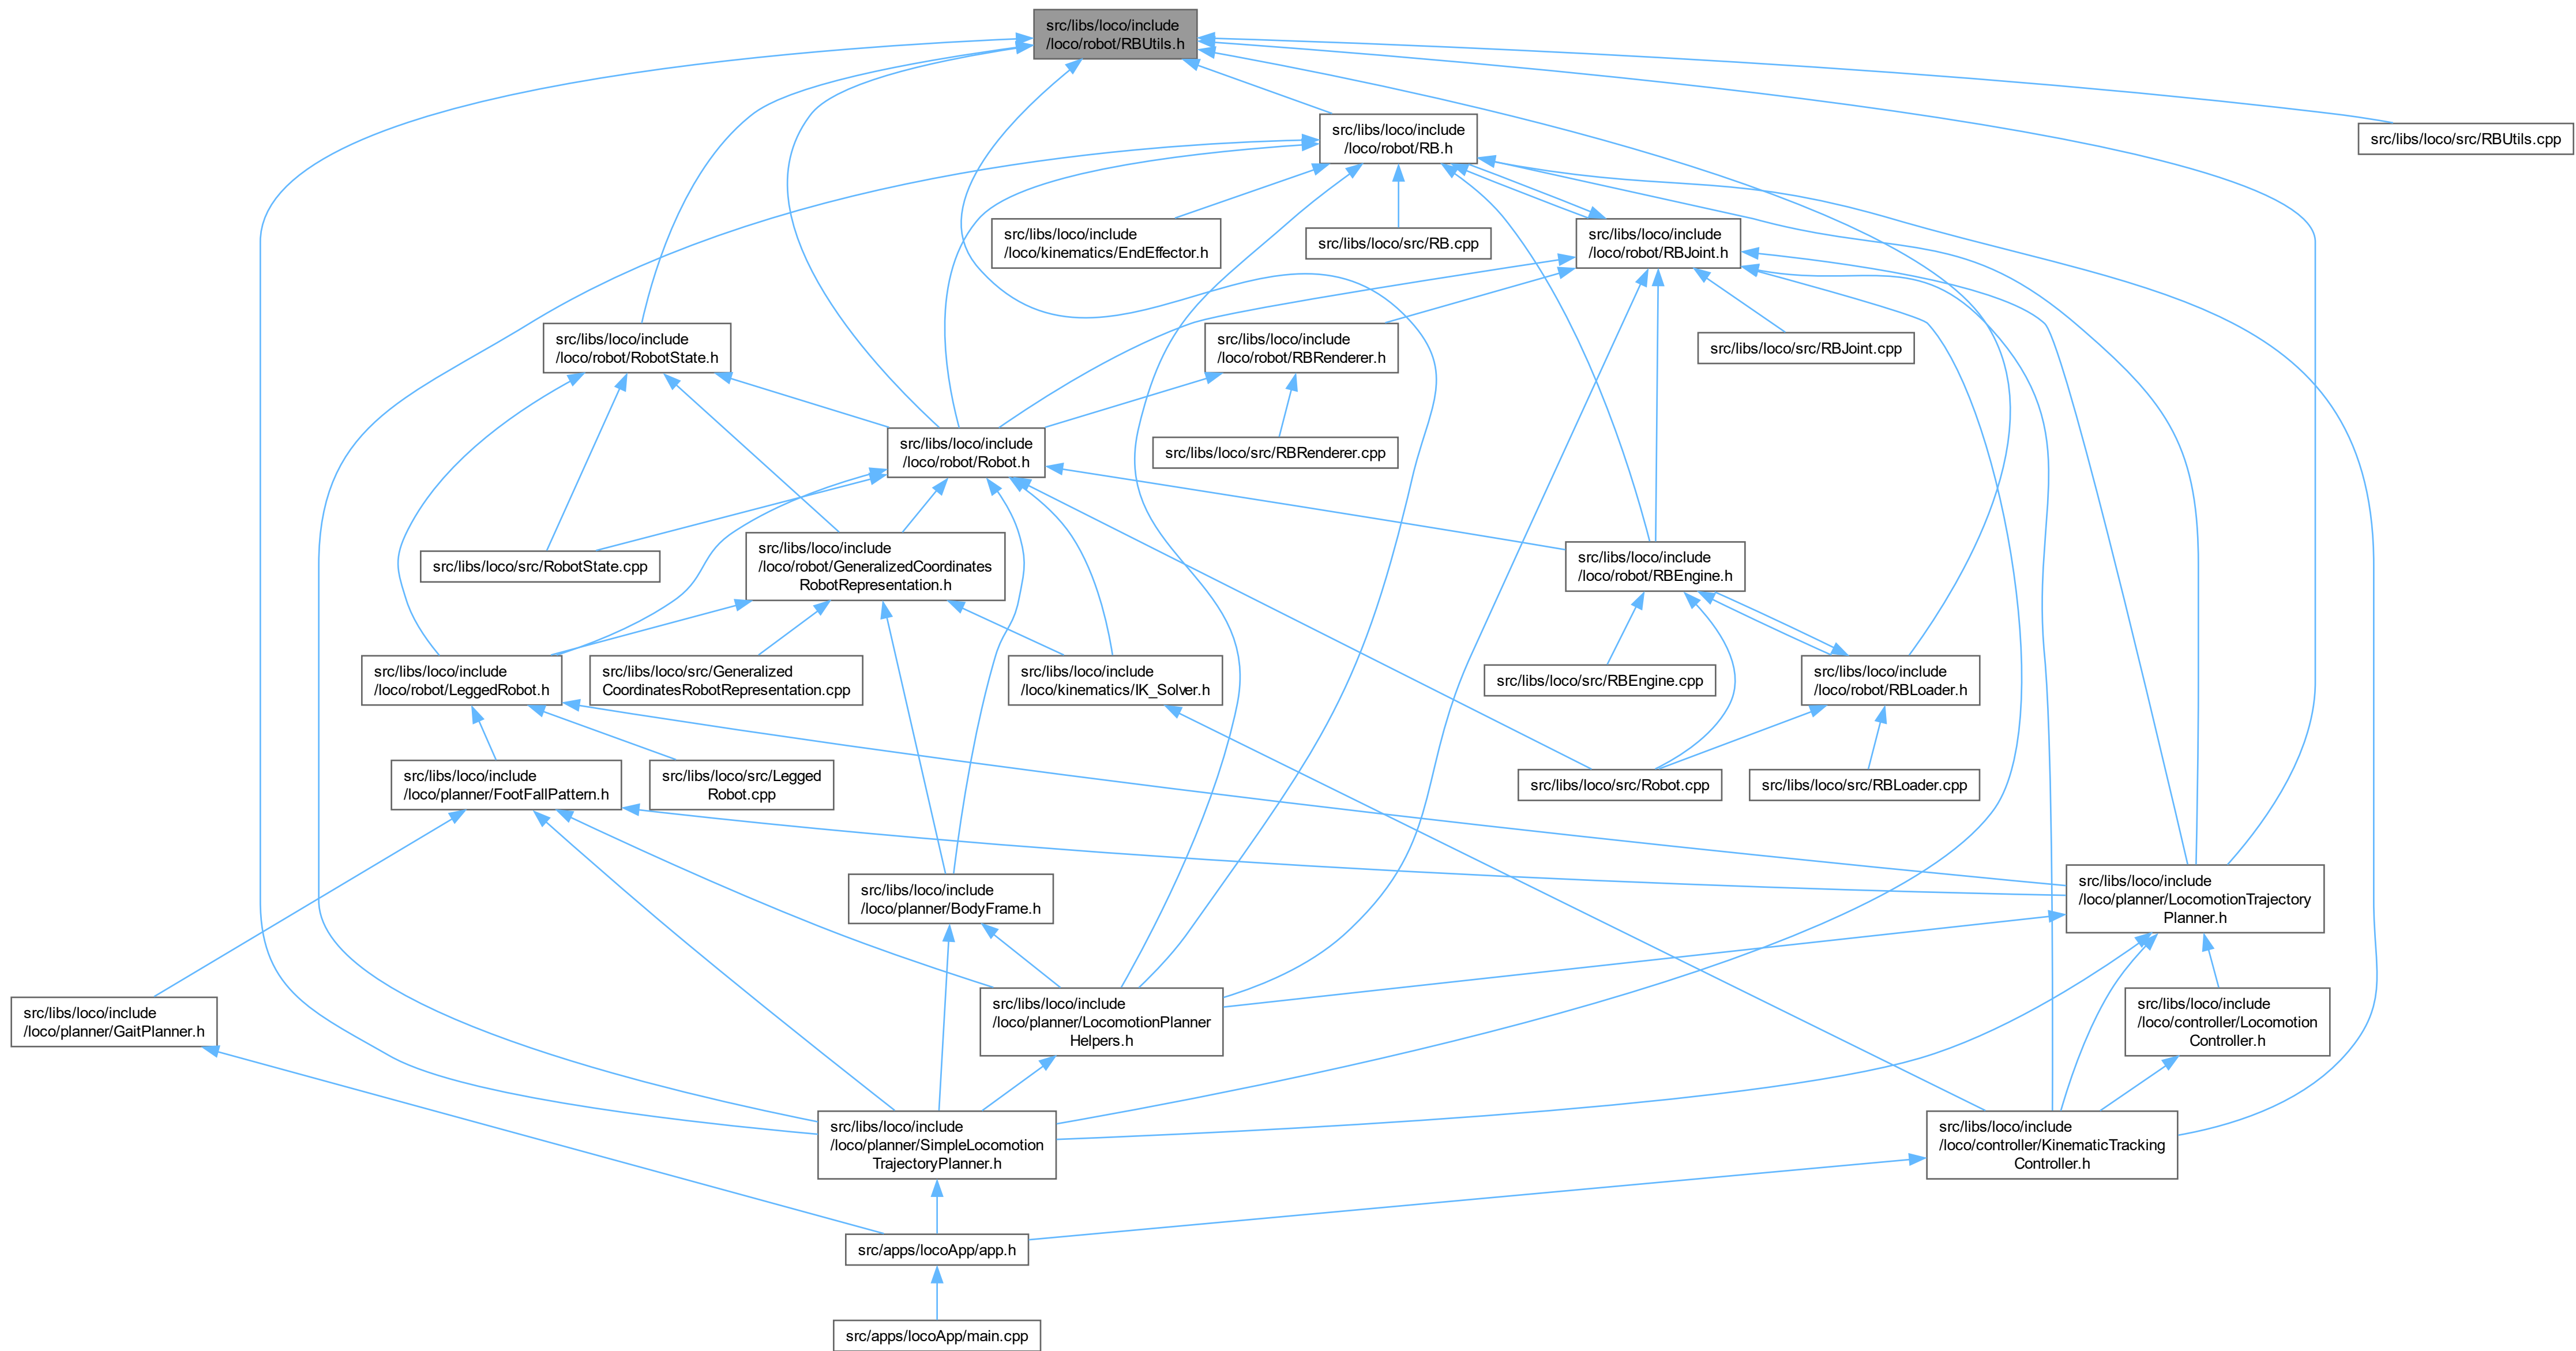 src/libs/loco/include
/loco/robot/RBUtils.h
src/libs/loco/include
/loco/robot/RB.h
src/libs/loco/src/RBUtils.cpp
src/libs/loco/include
/loco/kinematics/EndEffector.h
src/libs/loco/src/RB.cpp
src/libs/loco/include
/loco/robot/RBJoint.h
src/libs/loco/include
/loco/robot/RobotState.h
src/libs/loco/include
/loco/robot/RBRenderer.h
src/libs/loco/src/RBJoint.cpp
src/libs/loco/include
/loco/robot/Robot.h
src/libs/loco/src/RBRenderer.cpp
src/libs/loco/src/RobotState.cpp
src/libs/loco/include
/loco/robot/GeneralizedCoordinates
RobotRepresentation.h
src/libs/loco/include
/loco/robot/RBEngine.h
src/libs/loco/include
/loco/robot/LeggedRobot.h
src/libs/loco/src/Generalized
CoordinatesRobotRepresentation.cpp
src/libs/loco/include
/loco/kinematics/IK_Solver.h
src/libs/loco/src/RBEngine.cpp
src/libs/loco/include
/loco/robot/RBLoader.h
src/libs/loco/include
/loco/planner/FootFallPattern.h
src/libs/loco/src/Legged
Robot.cpp
src/libs/loco/src/Robot.cpp
src/libs/loco/src/RBLoader.cpp
src/libs/loco/include
/loco/planner/BodyFrame.h
src/libs/loco/include
/loco/planner/LocomotionTrajectory
Planner.h
src/libs/loco/include
/loco/planner/GaitPlanner.h
src/libs/loco/include
/loco/planner/LocomotionPlanner
Helpers.h
src/libs/loco/include
/loco/controller/Locomotion
Controller.h
src/libs/loco/include
/loco/planner/SimpleLocomotion
TrajectoryPlanner.h
src/libs/loco/include
/loco/controller/KinematicTracking
Controller.h
src/apps/locoApp/app.h
src/apps/locoApp/main.cpp